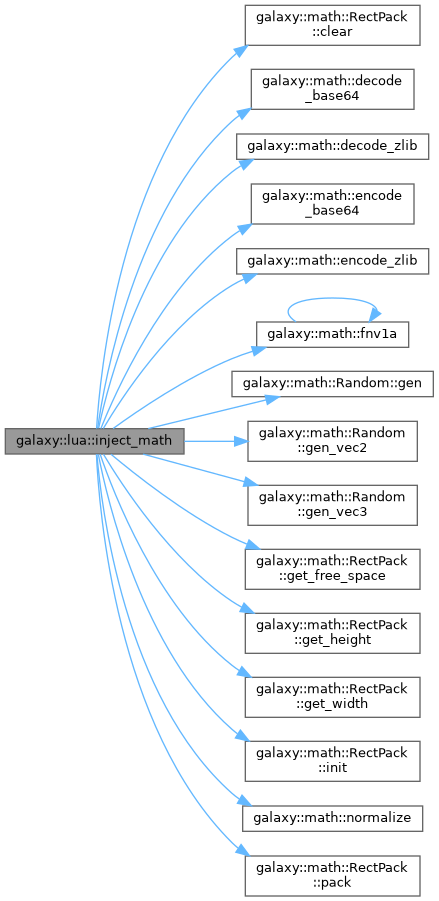 galaxy::math::RectPack
::clear
galaxy::math::decode
_base64
galaxy::math::decode_zlib
galaxy::math::encode
_base64
galaxy::math::encode_zlib
galaxy::math::fnv1a
galaxy::math::Random::gen
galaxy::lua::inject_math
galaxy::math::Random
::gen_vec2
galaxy::math::Random
::gen_vec3
galaxy::math::RectPack
::get_free_space
galaxy::math::RectPack
::get_height
galaxy::math::RectPack
::get_width
galaxy::math::RectPack
::init
galaxy::math::normalize
galaxy::math::RectPack
::pack